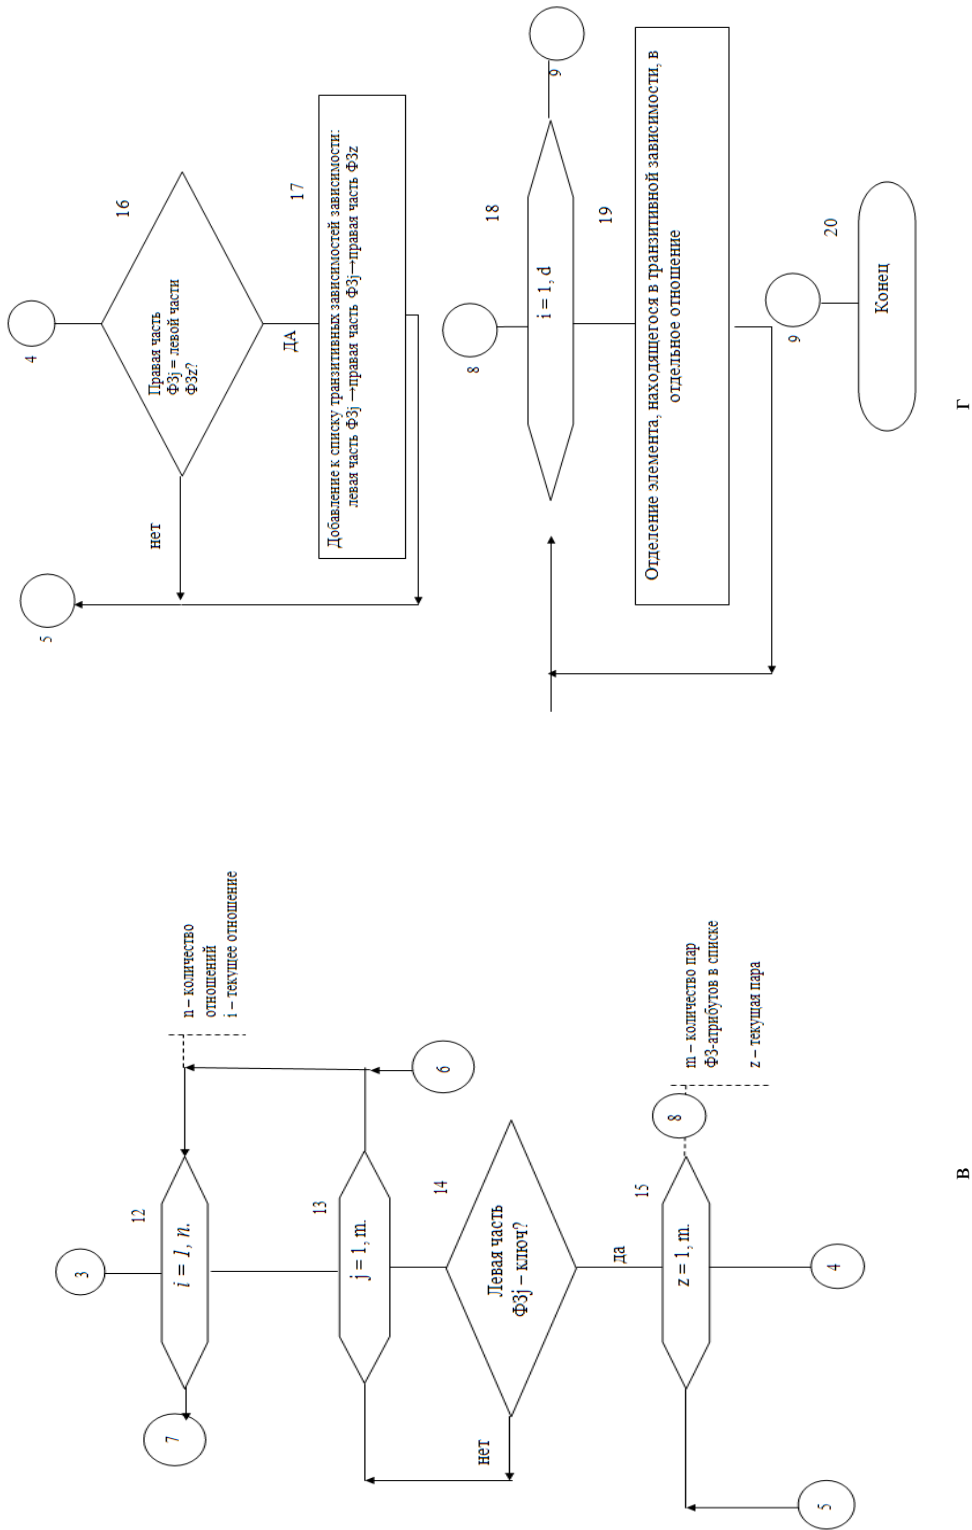 3
12
i = 1, n.
7
n – количество
отношений
i – текущее отношение
13
j = 1, m.
6
14
Левая часть
ФЗj – ключ?
нет
да
15
z = 1, m.
8
m – количество пар
ФЗ-атрибутов в списке
z – текущая пара
5
4
В
4
16
Правая часть
ФЗj = левой части
ФЗz?
нет
5
ДА
17
Добавление к списку транзитивных зависимостей зависимости:
левая часть ФЗj →правая часть ФЗj→правая часть ФЗz
8
18
i = 1, d
9
19
Отделение элемента, находящегося в транзитивной зависимости, в
отдельное отношение
9
20
Конец
Г